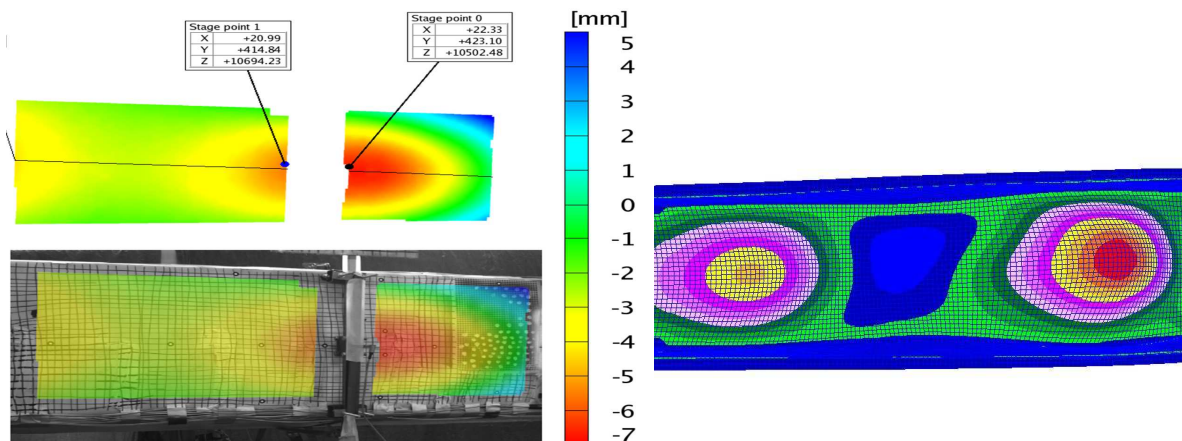 Stage point 1
X +20.99
Y +414.84
Z +10694.23
Stage point 0
X +22.33
Y +423.10
Z +10502.48
[mm]
5
4
3
2
1
0
-1
-2
-3
-4
-5
-6
-7